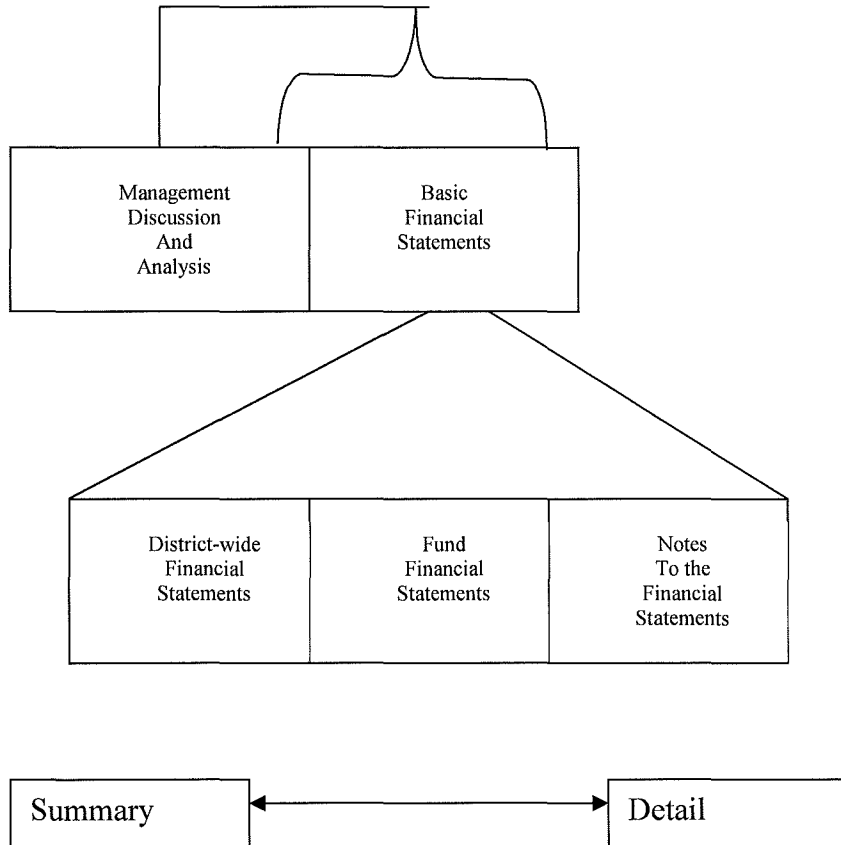 Management
Discussion
And
Analysis
Basic
Financial
Statements
District-wide
Financial
Statements
Fund
Financial
Statements
Notes
To the
Financial
Statements
Summary
Detail